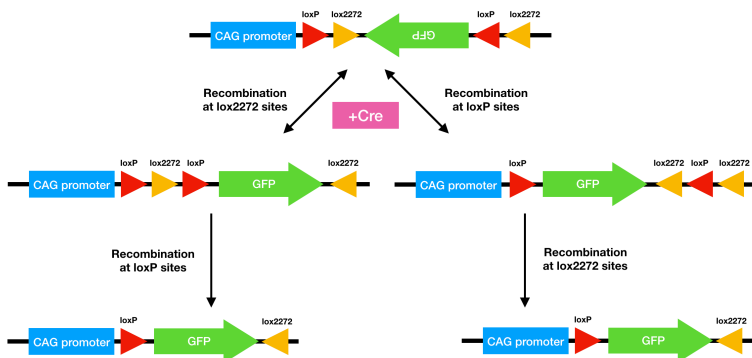 loxP lox2272 loxP lox2272
CAG promoter GFP
Recombination
at lox2272 sites
+Cre
Recombination
at loxP sites
loxP lox2272 loxP lox2272
CAG promoter GFP
loxP lox2272 loxP lox2272
CAG promoter GFP
Recombination
at loxP sites
Recombination
at lox2272 sites
loxP lox2272
CAG promoter GFP
loxP lox2272
CAG promoter GFP